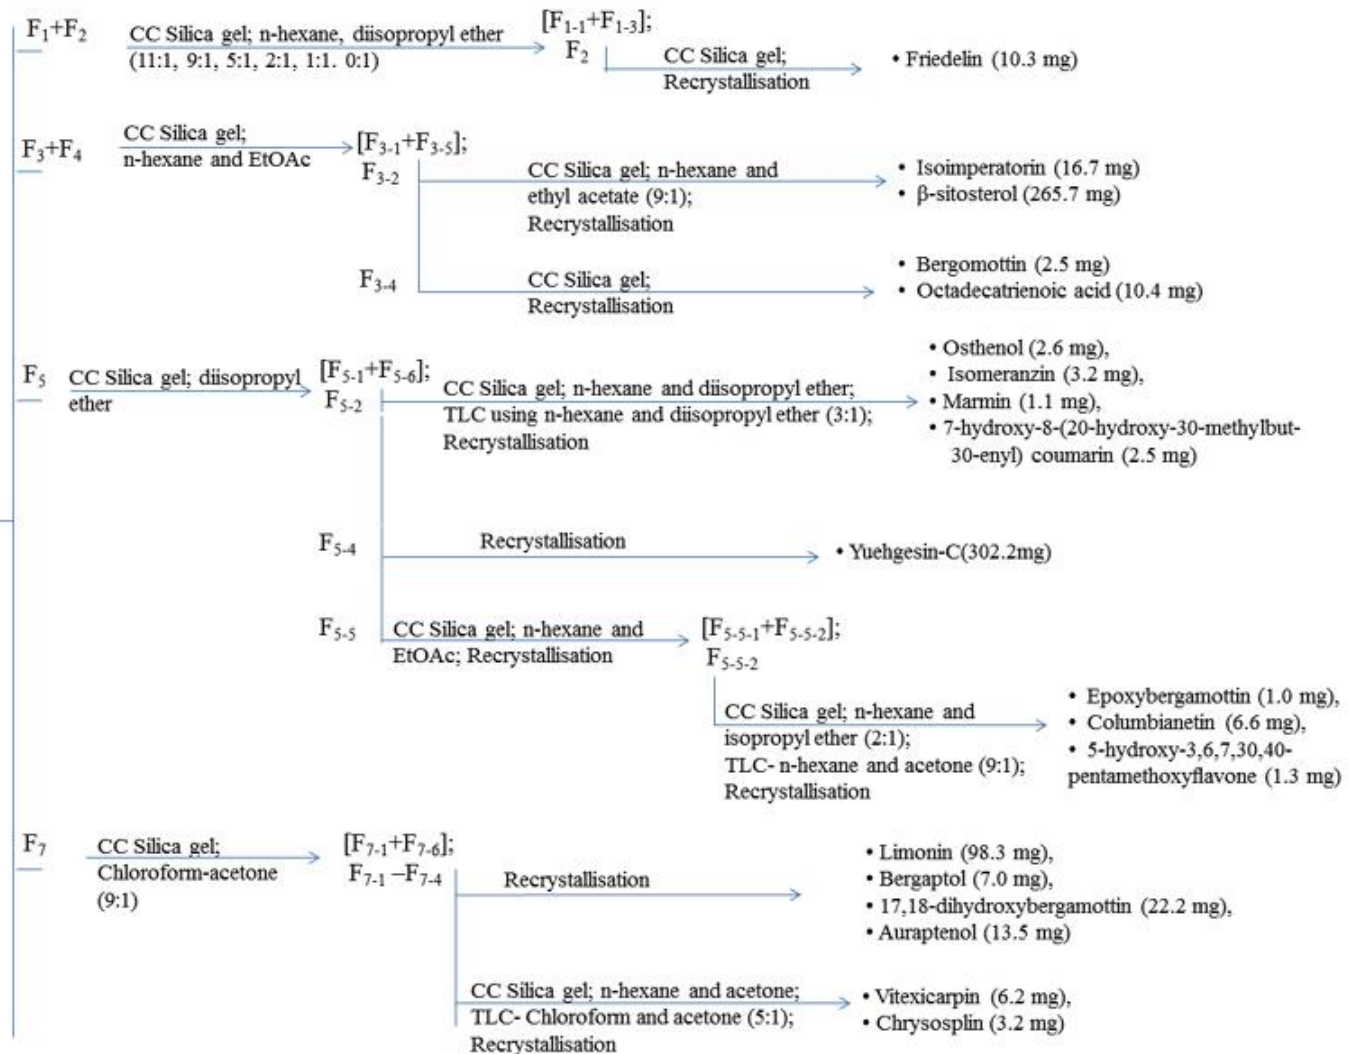 F1+F2
CC Silica gel; n-hexane, diisopropyl ether
(11:1, 9:1, 5:1, 2:1, 1:1. 0:1)
[F1-1+F1-3];
F2
CC Silica gel;
Recrystallisation
• Friedelin (10.3 mg)
F3+F4
CC Silica gel;
n-hexane and EtOAc
[F3-1+F3-5];
F3-2
CC Silica gel; n-hexane and
ethyl acetate (9:1);
Recrystallisation
• Isoimperatorin (16.7 mg)
• β-sitosterol (265.7 mg)
F3-4
CC Silica gel;
Recrystallisation
• Bergomottin (2.5 mg)
• Octadecatrienoic acid (10.4 mg)
F5
CC Silica gel; diisopropyl
ether
[F5-1+F5-6];
F5-2
CC Silica gel; n-hexane and diisopropyl ether;
TLC using n-hexane and diisopropyl ether (3:1);
Recrystallisation
• Osthenol (2.6 mg),
• Isomeranzin (3.2 mg),
• Marmin (1.1 mg),
• 7-hydroxy-8-(20-hydroxy-30-methylbut-
30-enyl) coumarin (2.5 mg)
F5-4
Recrystallisation
• Yuehgesin-C(302.2mg)
F5-5
CC Silica gel; n-hexane and
EtOAc; Recrystallisation
[F5-5-1+F5-5-2];
F5-5-2
CC Silica gel; n-hexane and
isopropyl ether (2:1);
TLC- n-hexane and acetone (9:1);
Recrystallisation
• Epoxybergamottin (1.0 mg),
• Columbianetin (6.6 mg),
• 5-hydroxy-3,6,7,30,40-
pentamethoxyflavone (1.3 mg)
F7
CC Silica gel;
Chloroform-acetone
(9:1)
[F7-1+F7-6];
F7-1 –F7-4
Recrystallisation
• Limonin (98.3 mg),
• Bergaptol (7.0 mg),
• 17,18-dihydroxybergamottin (22.2 mg),
• Auraptenol (13.5 mg)
CC Silica gel; n-hexane and acetone;
TLC- Chloroform and acetone (5:1);
Recrystallisation
• Vitexicarpin (6.2 mg),
• Chrysosplin (3.2 mg)